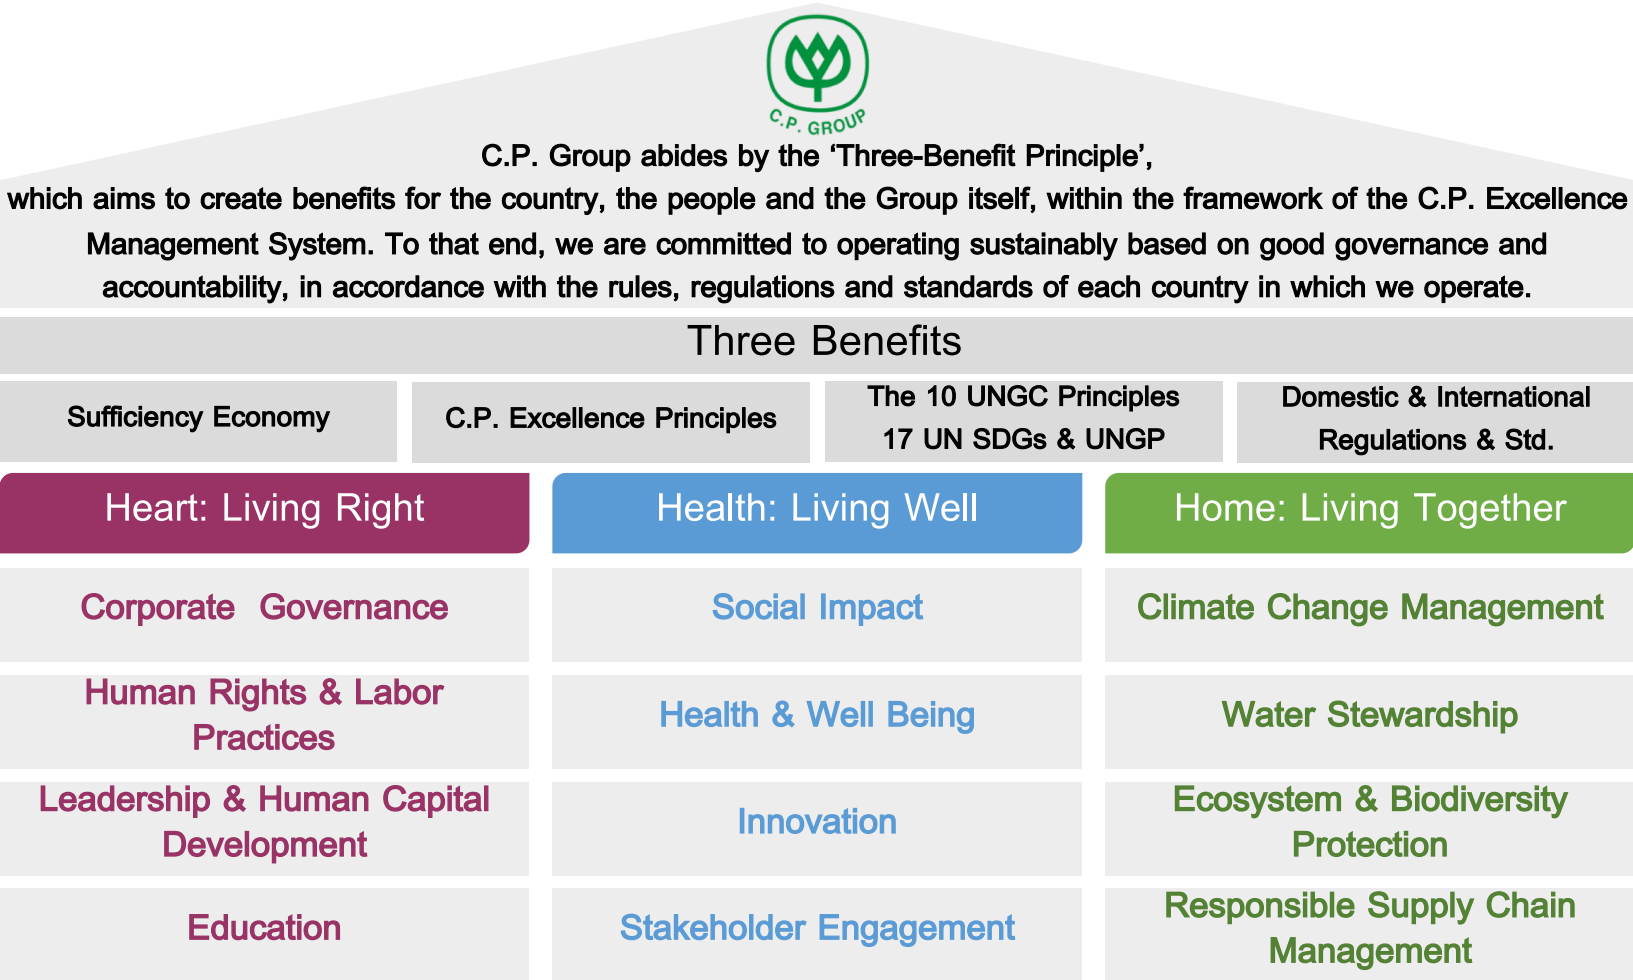 C.P. GROUP
C.P. Group abides by the ‘Three-Benefit Principle’,
which aims to create benefits for the country, the people and the Group itself, within the framework of the C.P. Excellence
Management System. To that end, we are committed to operating sustainably based on good governance and
accountability, in accordance with the rules, regulations and standards of each country in which we operate.
Three Benefits
Sufficiency Economy
C.P. Excellence Principles
The 10 UNGC Principles
17 UN SDGs & UNGP
Domestic & International
Regulations & Std.
Heart: Living Right
Corporate Governance
Human Rights & Labor
Practices
Leadership & Human Capital
Development
Education
Health: Living Well
Social Impact
Health & Well Being
Innovation
Stakeholder Engagement
Home: Living Together
Climate Change Management
Water Stewardship
Ecosystem & Biodiversity
Protection
Responsible Supply Chain
Management